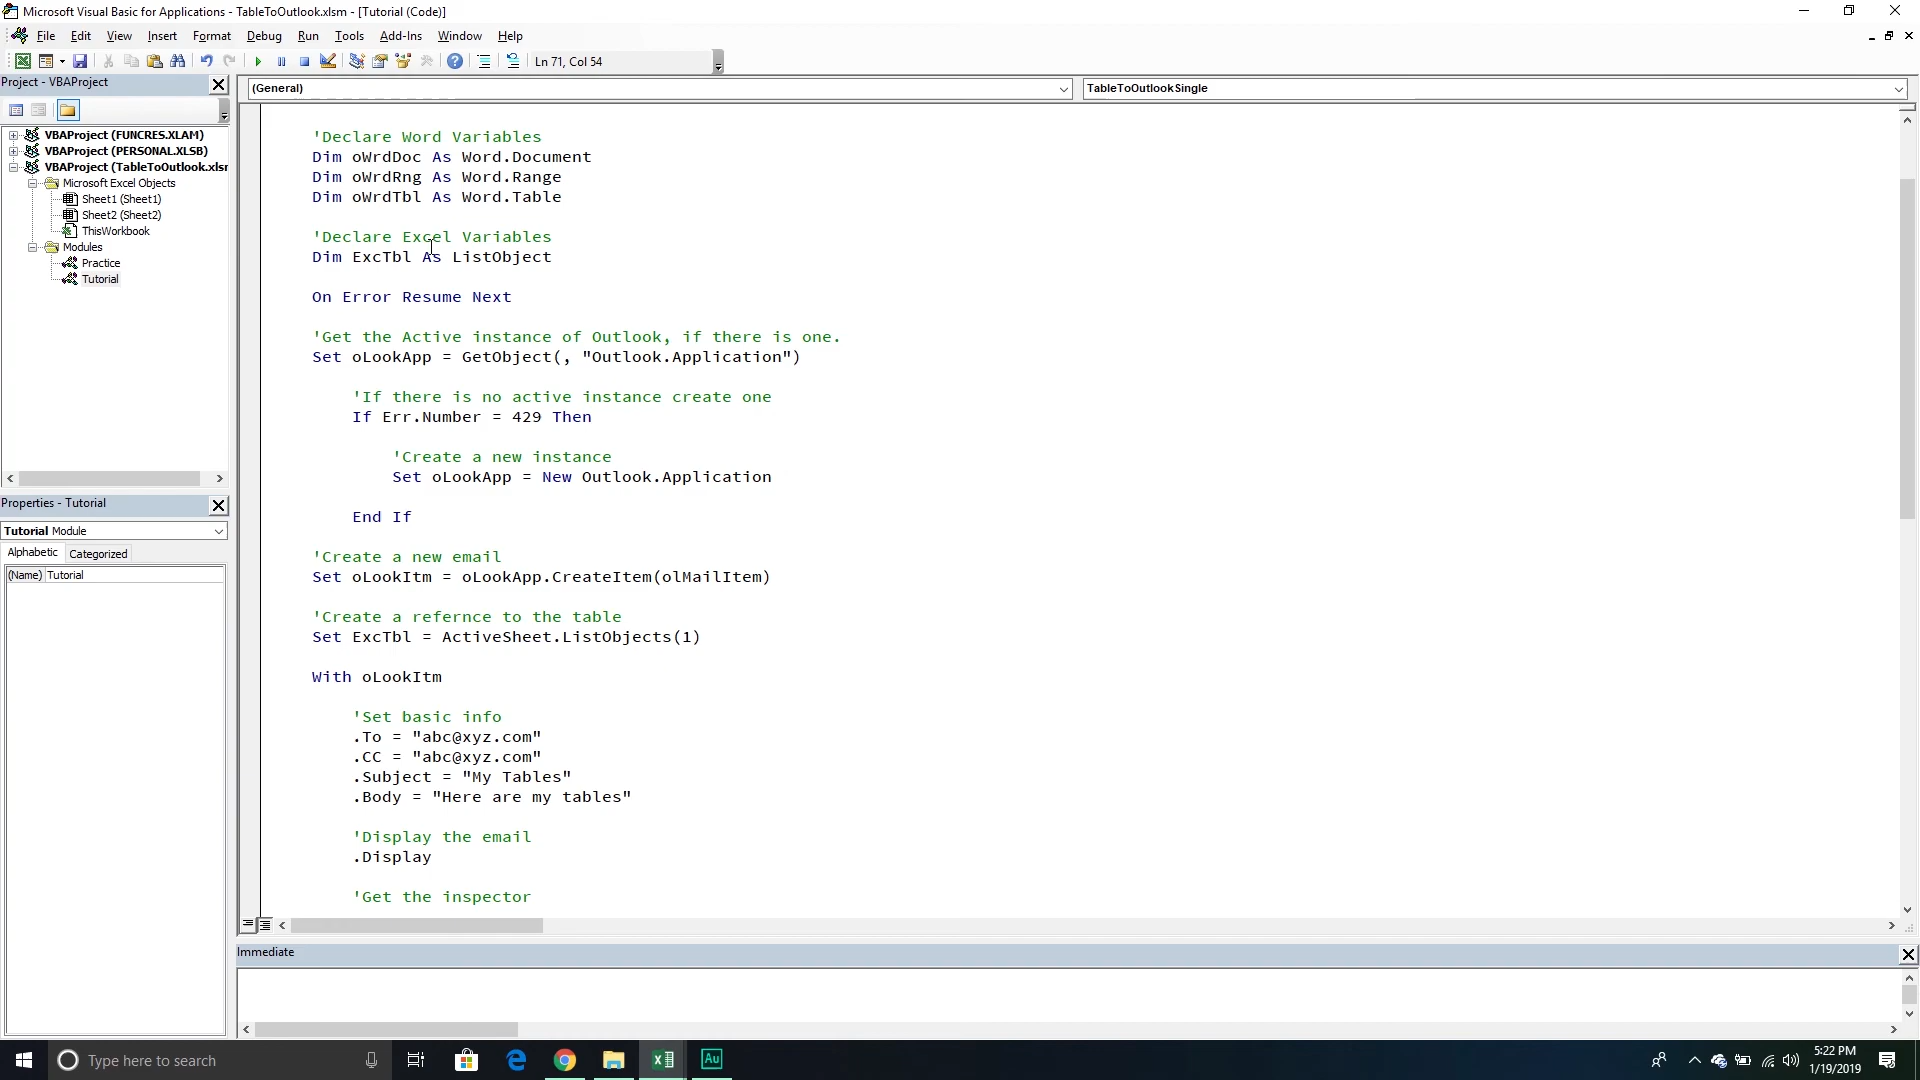 Microsoft Visual Basic for Applications - TableToOutlook.xlsm - [Tutorial (Code)]
File Edit View Insert Format Debug Run Tools Add-Ins Window Help
Ln 71, Col 54
Project - VBAProject
VBAProject (FUNCRES.XLAM)
VBAProject (PERSONAL.XLSB)
VBAProject (TableToOutlook.xlsm
Microsoft Excel Objects
Sheet1 (Sheet1)
Sheet2 (Sheet2)
ThisWorkbook
Modules
Practice
Tutorial
Properties - Tutorial
Tutorial Module
Alphabetic Categorized
(Name) Tutorial
(General) TableToOutlookSingle
'Declare Word Variables
Dim oWrdDoc As Word.Document
Dim oWrdRng As Word.Range
Dim oWrdTbl As Word.Table
'Declare Excel Variables
Dim ExcTbl As ListObject
On Error Resume Next
'Get the Active instance of Outlook, if there is one.
Set oLookApp = GetObject(, "Outlook.Application")
'If there is no active instance create one
If Err.Number = 429 Then
'Create a new instance
Set oLookApp = New Outlook.Application
End If
'Create a new email
Set oLookItm = oLookApp.CreateItem(olMailItem)
'Create a refernce to the table
Set ExcTbl = ActiveSheet.ListObjects(1)
With oLookItm
'Set basic info
.To = "abc@xyz.com"
.CC = "abc@xyz.com"
.Subject = "My Tables"
.Body = "Here are my tables"
'Display the email
.Display
'Get the inspector
Immediate
Type here to search
Au
5:22 PM
1/19/2019